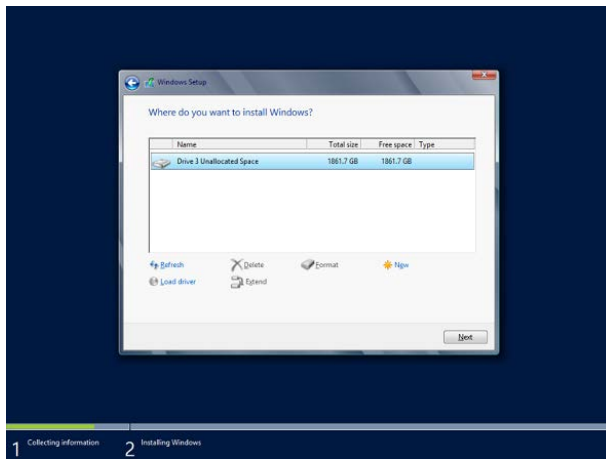 Windows Setup
Where do you want to install Windows?
Name Total size Free space Type
Drive 3 Unallocated Space 1861.7 GB 1861.7 GB
Refresh Delete Format New
Load driver Extend
Next
1 Collecting information 2 Installing Windows